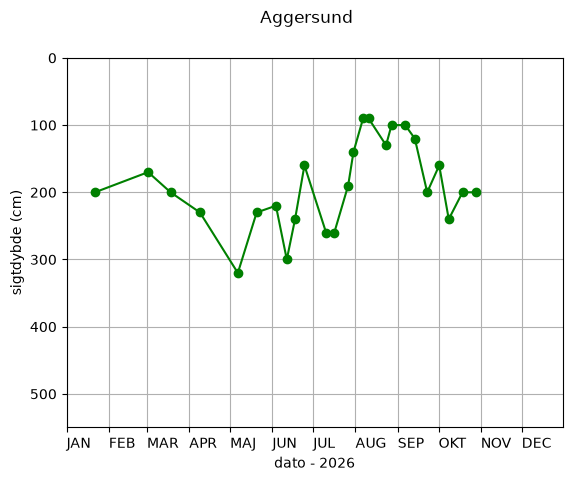 Aggersund
0
100
200
300
400
500
sigtdybde (cm)
JAN FEB MAR APR MAJ JUN JUL AUG SEP OKT NOV DEC
dato - 2026